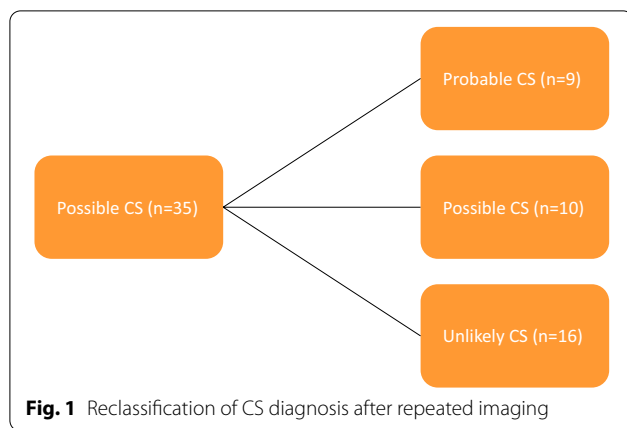 Probable CS (n=9)
Possible CS (n=35)
Possible CS (n=10)
Unlikely CS (n=16)
Fig. 1 Reclassification of CS diagnosis after repeated imaging